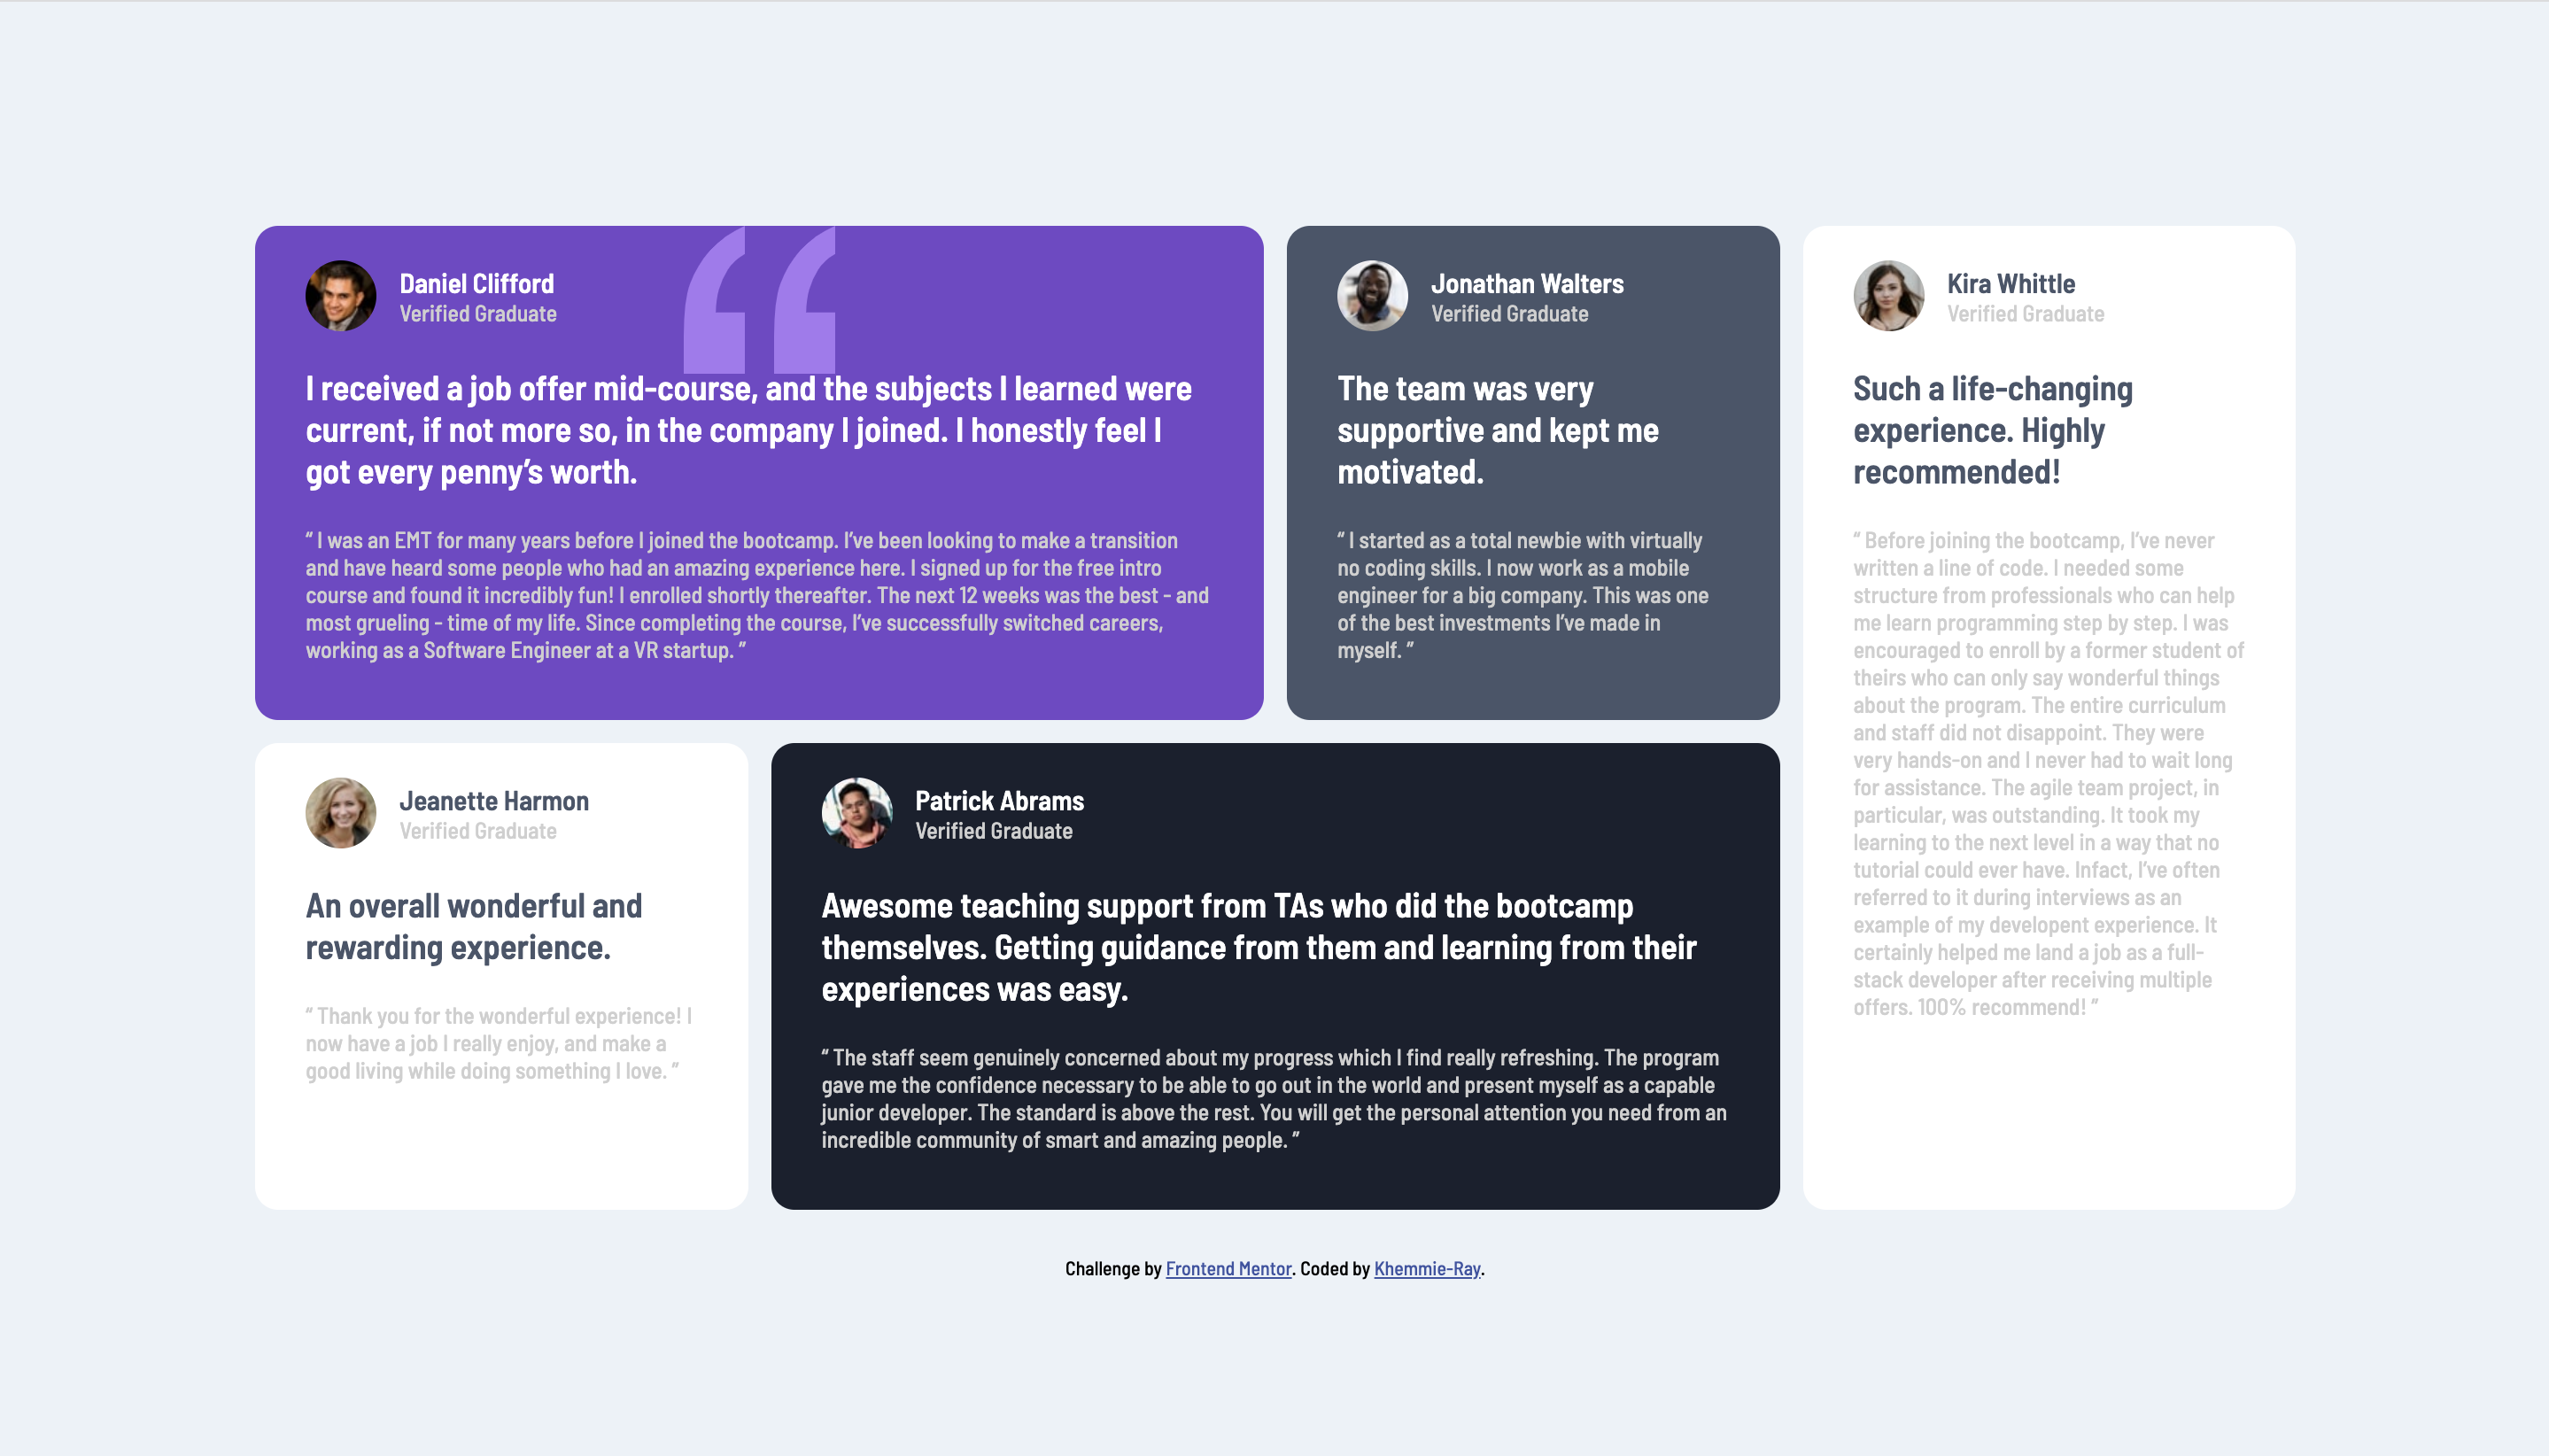 Daniel Clifford
Verified Graduate
I received a job offer mid-course, and the subjects I learned were
current, if not more so, in the company I joined. I honestly feel I
got every penny’s worth.
“ I was an EMT for many years before I joined the bootcamp. I’ve been looking to make a transition
and have heard some people who had an amazing experience here. I signed up for the free intro
course and found it incredibly fun! I enrolled shortly thereafter. The next 12 weeks was the best - and
most grueling - time of my life. Since completing the course, I’ve successfully switched careers,
working as a Software Engineer at a VR startup. ”
Jonathan Walters
Verified Graduate
The team was very
supportive and kept me
motivated.
“ I started as a total newbie with virtually
no coding skills. I now work as a mobile
engineer for a big company. This was one
of the best investments I’ve made in
myself. ”
Kira Whittle
Verified Graduate
Such a life-changing
experience. Highly
recommended!
“ Before joining the bootcamp, I’ve never
written a line of code. I needed some
structure from professionals who can help
me learn programming step by step. I was
encouraged to enroll by a former student of
theirs who can only say wonderful things
about the program. The entire curriculum
and staff did not disappoint. They were
very hands-on and I never had to wait long
for assistance. The agile team project, in
particular, was outstanding. It took my
learning to the next level in a way that no
tutorial could ever have. Infact, I’ve often
referred to it during interviews as an
example of my developent experience. It
certainly helped me land a job as a full-
stack developer after receiving multiple
offers. 100% recommend! ”
Jeanette Harmon
Verified Graduate
An overall wonderful and
rewarding experience.
“ Thank you for the wonderful experience! I
now have a job I really enjoy, and make a
good living while doing something I love. ”
Patrick Abrams
Verified Graduate
Awesome teaching support from TAs who did the bootcamp
themselves. Getting guidance from them and learning from their
experiences was easy.
“ The staff seem genuinely concerned about my progress which I find really refreshing. The program
gave me the confidence necessary to be able to go out in the world and present myself as a capable
junior developer. The standard is above the rest. You will get the personal attention you need from an
incredible community of smart and amazing people. ”
Challenge by Frontend Mentor. Coded by Khemmie-Ray.